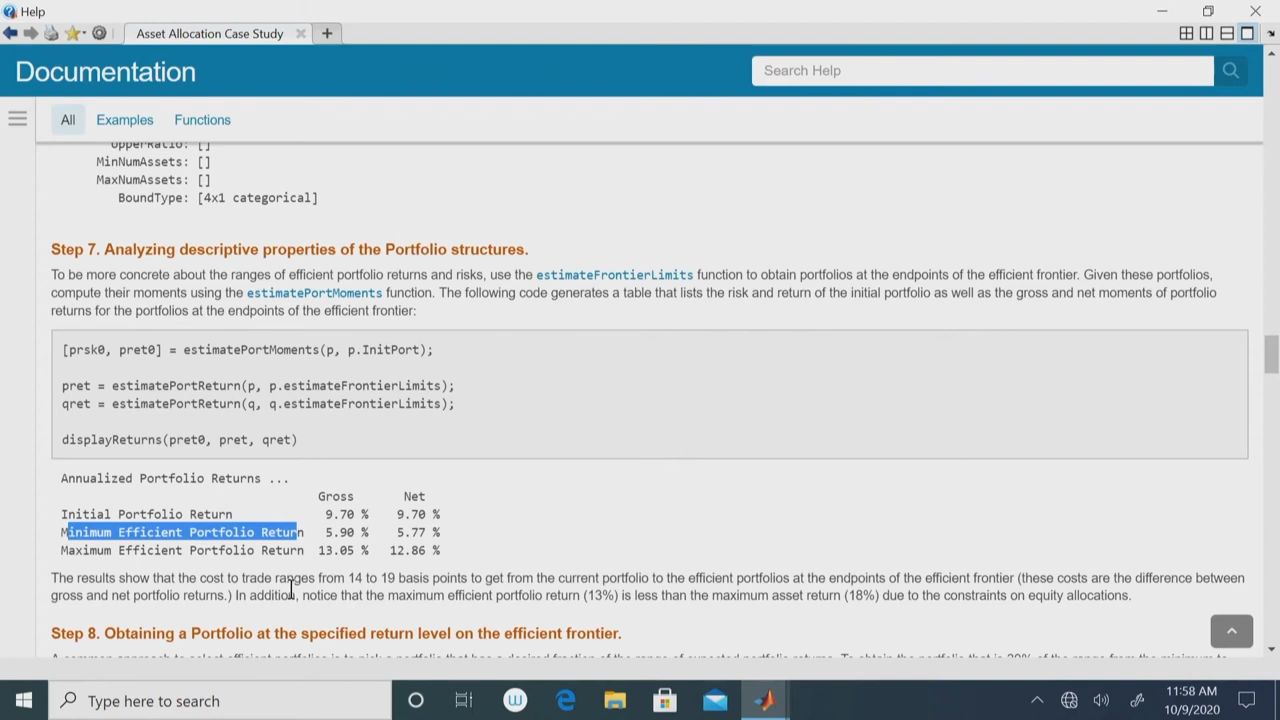 Help
Asset Allocation Case Study
Documentation
Search Help
All Examples Functions
UpperRatio: []
MinNumAssets: []
MaxNumAssets: []
BoundType: [4x1 categorical]
Step 7. Analyzing descriptive properties of the Portfolio structures.
To be more concrete about the ranges of efficient portfolio returns and risks, use the estimateFrontierLimits function to obtain portfolios at the endpoints of the efficient frontier. Given these portfolios,
compute their moments using the estimatePortMoments function. The following code generates a table that lists the risk and return of the initial portfolio as well as the gross and net moments of portfolio
returns for the portfolios at the endpoints of the efficient frontier:
[prsk0, pret0] = estimatePortMoments(p, p.InitPort);
pret = estimatePortReturn(p, p.estimateFrontierLimits);
qret = estimatePortReturn(q, q.estimateFrontierLimits);
displayReturns(pret0, pret, qret)
Annualized Portfolio Returns ...
Gross Net
Initial Portfolio Return 9.70 % 9.70 %
Minimum Efficient Portfolio Return 5.90 % 5.77 %
Maximum Efficient Portfolio Return 13.05 % 12.86 %
The results show that the cost to trade ranges from 14 to 19 basis points to get from the current portfolio to the efficient portfolios at the endpoints of the efficient frontier (these costs are the difference between
gross and net portfolio returns.) In addition, notice that the maximum efficient portfolio return (13%) is less than the maximum asset return (18%) due to the constraints on equity allocations.
Step 8. Obtaining a Portfolio at the specified return level on the efficient frontier.
Type here to search
11:58 AM
10/9/2020